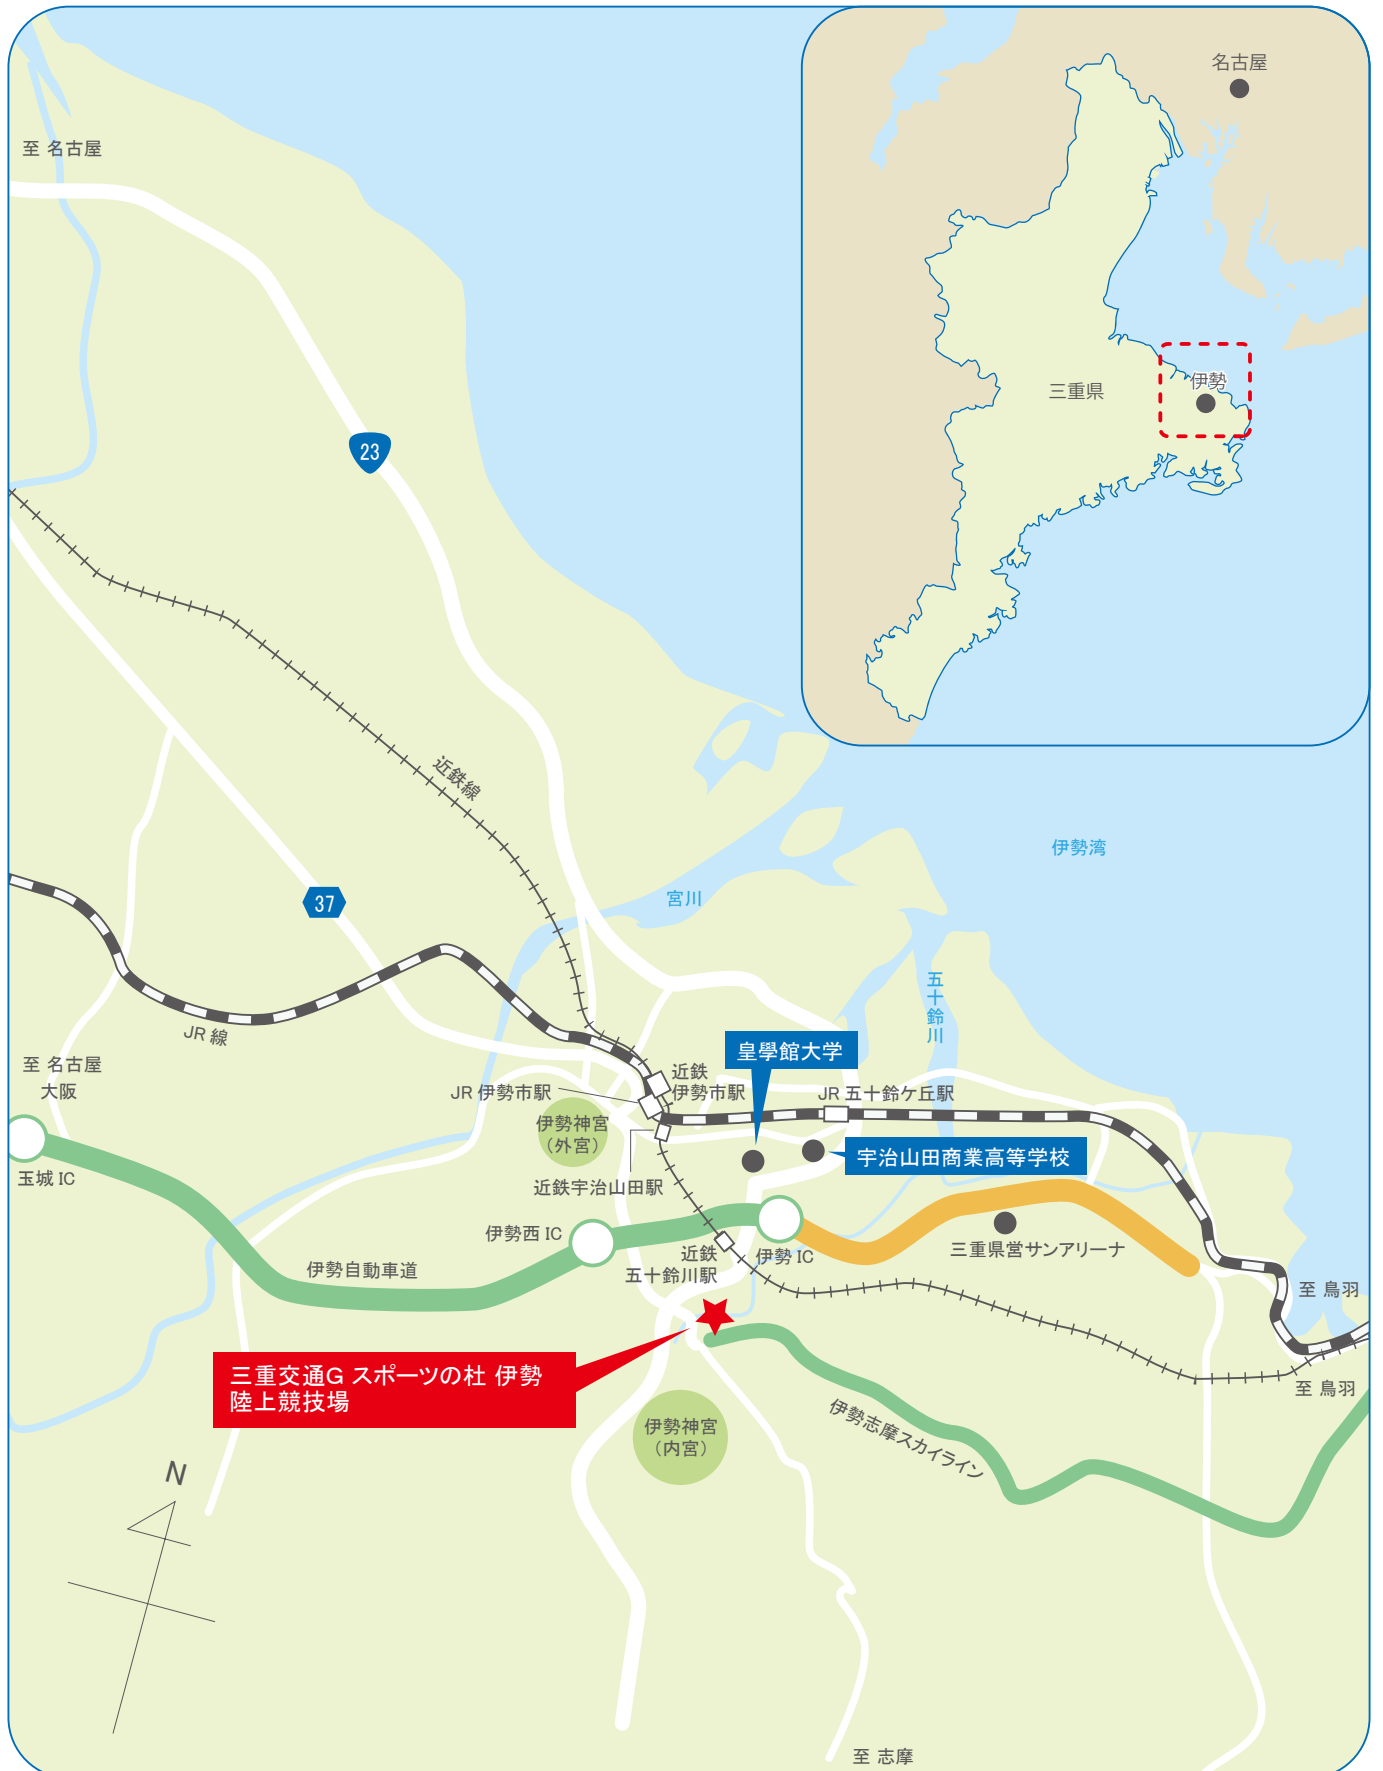 名古屋
三重県
伊勢
至 名古屋
23
近鉄線
伊勢湾
宮川
37
五十鈴川
JR 線
皇學館大学
至 名古屋
大阪
近鉄
伊勢市駅
JR 伊勢市駅
JR 五十鈴ケ丘駅
伊勢神宮
（外宮）
宇治山田商業高等学校
玉城 IC
近鉄宇治山田駅
伊勢西 IC
近鉄
五十鈴川駅
伊勢 IC
三重県営サンアリーナ
伊勢自動車道
至 鳥羽
三重交通G スポーツの杜 伊勢
陸上競技場
至 鳥羽
伊勢神宮
（内宮）
伊勢志摩スカイライン
N
至 志摩